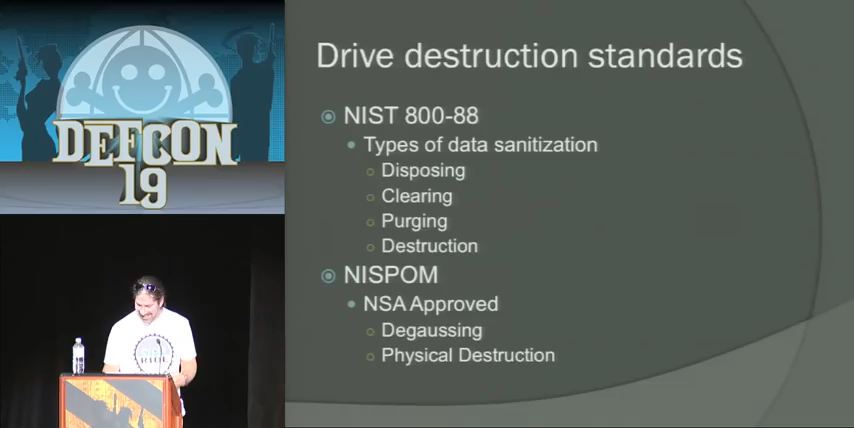 DEFCON
19
Drive destruction standards
NIST 800-88
Types of data sanitization
Disposing
Clearing
Purging
Destruction
NISPOM
NSA Approved
Degaussing
Physical Destruction